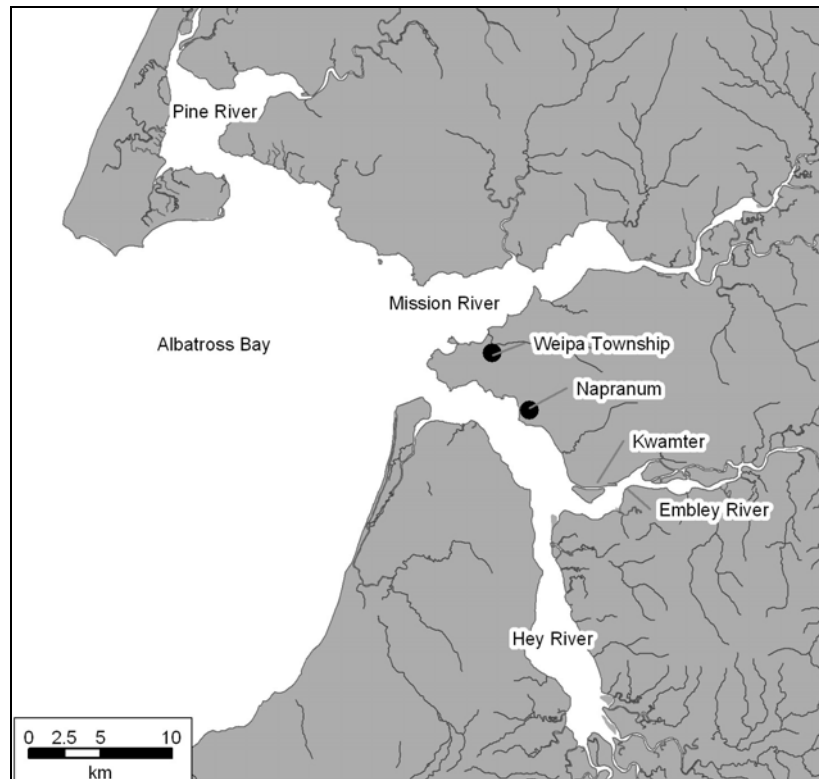 Pine River
Mission River
Albatross Bay
Weipa Township
Napranum
Kwamter
Embley River
Hey River
0 2.5 5 10
km